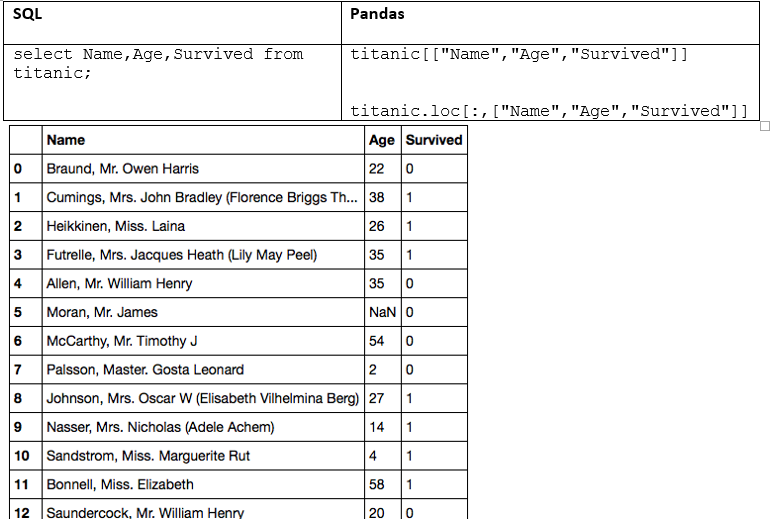 SQL Pandas
select Name,Age,Survived from titanic[["Name","Age","Survived"]]
titanic;
titanic.loc[:,["Name","Age","Survived"]]
Name Age Survived
0 Braund, Mr. Owen Harris 22 0
1 Cumings, Mrs. John Bradley (Florence Briggs Th... 38 1
2 Heikkinen, Miss. Laina 26 1
3 Futrelle, Mrs. Jacques Heath (Lily May Peel) 35 1
4 Allen, Mr. William Henry 35 0
5 Moran, Mr. James NaN 0
6 McCarthy, Mr. Timothy J 54 0
7 Palsson, Master. Gosta Leonard 2 0
8 Johnson, Mrs. Oscar W (Elisabeth Vilhelmina Berg) 27 1
9 Nasser, Mrs. Nicholas (Adele Achem) 14 1
10 Sandstrom, Miss. Marguerite Rut 4 1
11 Bonnell, Miss. Elizabeth 58 1
12 Saundercock, Mr. William Henry 20 0